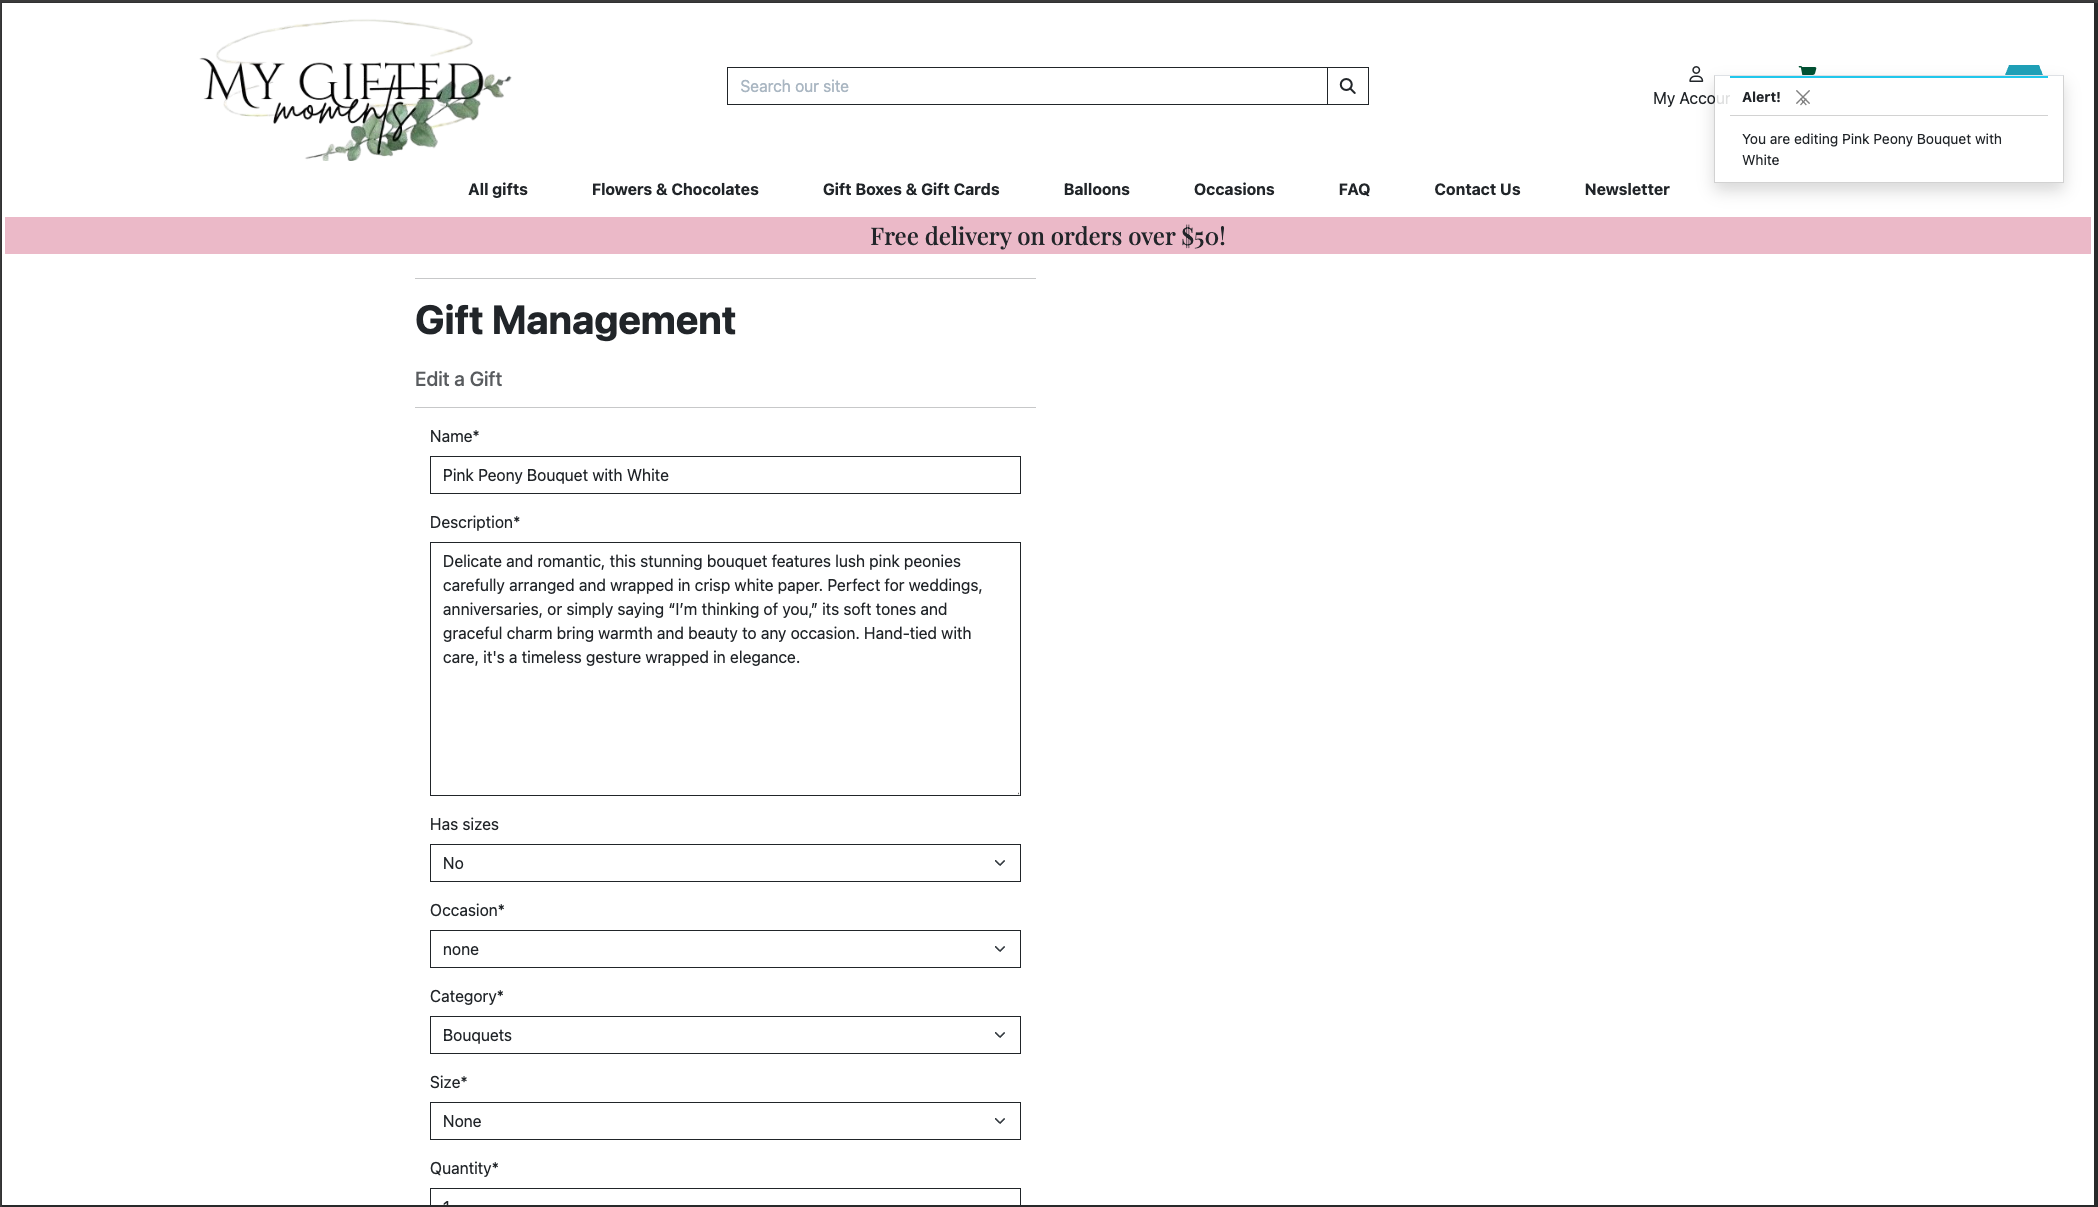 MY GIFTED
moments
Search our site
My Accour
Alert!
You are editing Pink Peony Bouquet with
White
All gifts
Flowers & Chocolates
Gift Boxes & Gift Cards
Balloons
Occasions
FAQ
Contact Us
Newsletter
Free delivery on orders over $50!
Gift Management
Edit a Gift
Name*
Pink Peony Bouquet with White
Description*
Delicate and romantic, this stunning bouquet features lush pink peonies
carefully arranged and wrapped in crisp white paper. Perfect for weddings,
anniversaries, or simply saying “I’m thinking of you,” its soft tones and
graceful charm bring warmth and beauty to any occasion. Hand-tied with
care, it's a timeless gesture wrapped in elegance.
Has sizes
No
Occasion*
none
Category*
Bouquets
Size*
None
Quantity*